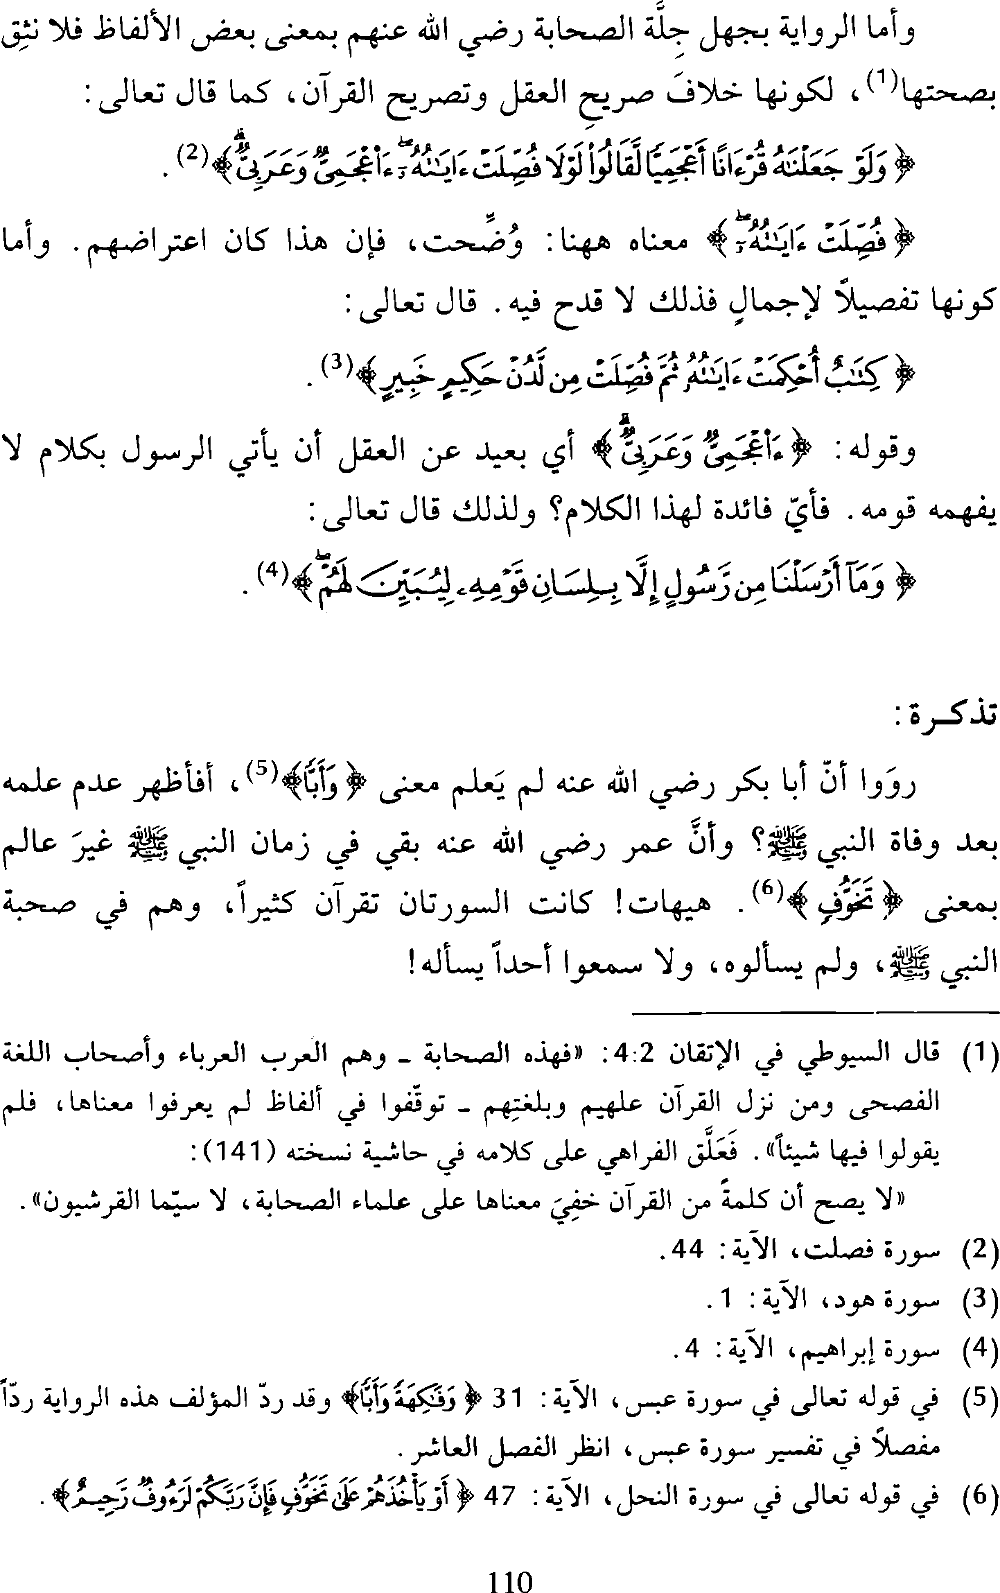 وأما الرواية بجهل جِلَّة الصحابة رضي الله عنهم بمعنى بعض الألفاظ فلا نثِق
بصحتها(1)، لكونها خلافَ صريحِ العقل وتصريح القرآن، كما قال تعالى:
﴿وَلَوْ جَعَلْنَٰهُ قُرْءَانًا أَعْجَمِيًّا لَّقَالُوا۟ لَوْلَا فُصِّلَتْ ءَايَٰتُهُۥٓ ۖ ءَا۬عْجَمِىٌّ وَعَرَبِىٌّ ۗ﴾(2).
﴿فُصِّلَتْ ءَايَٰتُهُۥٓ ۖ﴾ معناه ههنا: وُضِّحت، فإن هذا كان اعتراضهم. وأما
كونها تفصيلاً لإجمالٍ فذلك لا قدح فيه. قال تعالى:
﴿كِتَٰبٌ أُحْكِمَتْ ءَايَٰتُهُۥ ثُمَّ فُصِّلَتْ مِن لَّدُنْ حَكِيمٍ خَبِيرٍ﴾(3).
وقوله: ﴿ءَا۬عْجَمِىٌّ وَعَرَبِىٌّ ۗ﴾ أي بعيد عن العقل أن يأتي الرسول بكلام لا
يفهمه قومه. فأيّ فائدة لهذا الكلام؟ ولذلك قال تعالى:
﴿وَمَآ أَرْسَلْنَا مِن رَّسُولٍ إِلَّا بِلِسَانِ قَوْمِهِۦ لِيُبَيِّنَ لَهُمْ ۖ﴾(4).
تذكـرة:
روَوا أنّ أبا بكر رضي الله عنه لم يَعلم معنى ﴿وَأَبًّا﴾(5)، أفأظهر عدم علمه
بعد وفاة النبي ﷺ؟ وأنَّ عمر رضي الله عنه بقي في زمان النبي ﷺ غيرَ عالم
بمعنى ﴿تَخَوُّفٍ﴾(6). هيهات! كانت السورتان تقرآن كثيراً، وهم في صحبة
النبي ﷺ، ولم يسألوه، ولا سمعوا أحداً يسأله!
(1) قال السيوطي في الإتقان 4:2: «فهذه الصحابة ـ وهم العرب العرباء وأصحاب اللغة
الفصحى ومن نزل القرآن علهيم وبلغتِهم ـ توقّفوا في ألفاظ لم يعرفوا معناها، فلم
يقولوا فيها شيئاً». فَعَلَّق الفراهي على كلامه في حاشية نسخته (141):
«لا يصح أن كلمةً من القرآن خفِيَ معناها على علماء الصحابة، لا سيّما القرشيون».
(2) سورة فصلت، الآية: 44.
(3) سورة هود، الآية: 1.
(4) سورة إبراهيم، الآية: 4.
(5) في قوله تعالى في سورة عبس، الآية: 31 ﴿وَفَٰكِهَةً وَأَبًّا﴾ وقد ردّ المؤلف هذه الرواية ردّاً
مفصلاً في تفسير سورة عبس، انظر الفصل العاشر.
(6) في قوله تعالى في سورة النحل، الآية: 47 ﴿أَوْ يَأْخُذَهُمْ عَلَىٰ تَخَوُّفٍ فَإِنَّ رَبَّكُمْ لَرَءُوفٌ رَّحِيمٌ﴾.
110